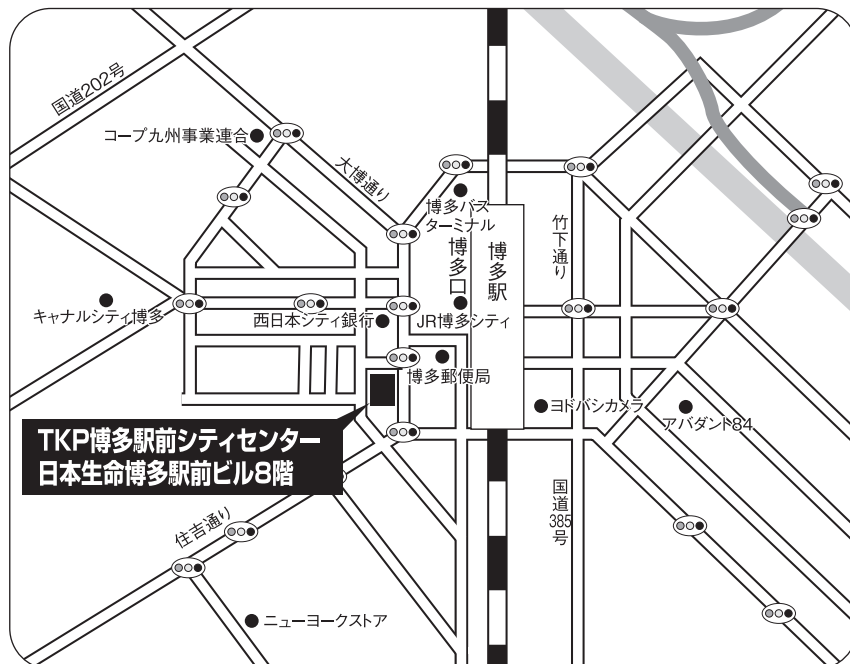 国道202号
コープ九州事業連合
大博通り
博多バス
ターミナル
博多口
博多駅
竹下通り
キャナルシティ博多
西日本シティ銀行
JR博多シティ
博多郵便局
ヨドバシカメラ
アバダント84
TKP博多駅前シティセンター
日本生命博多駅前ビル8階
住吉通り
国道385号
ニューヨークストア